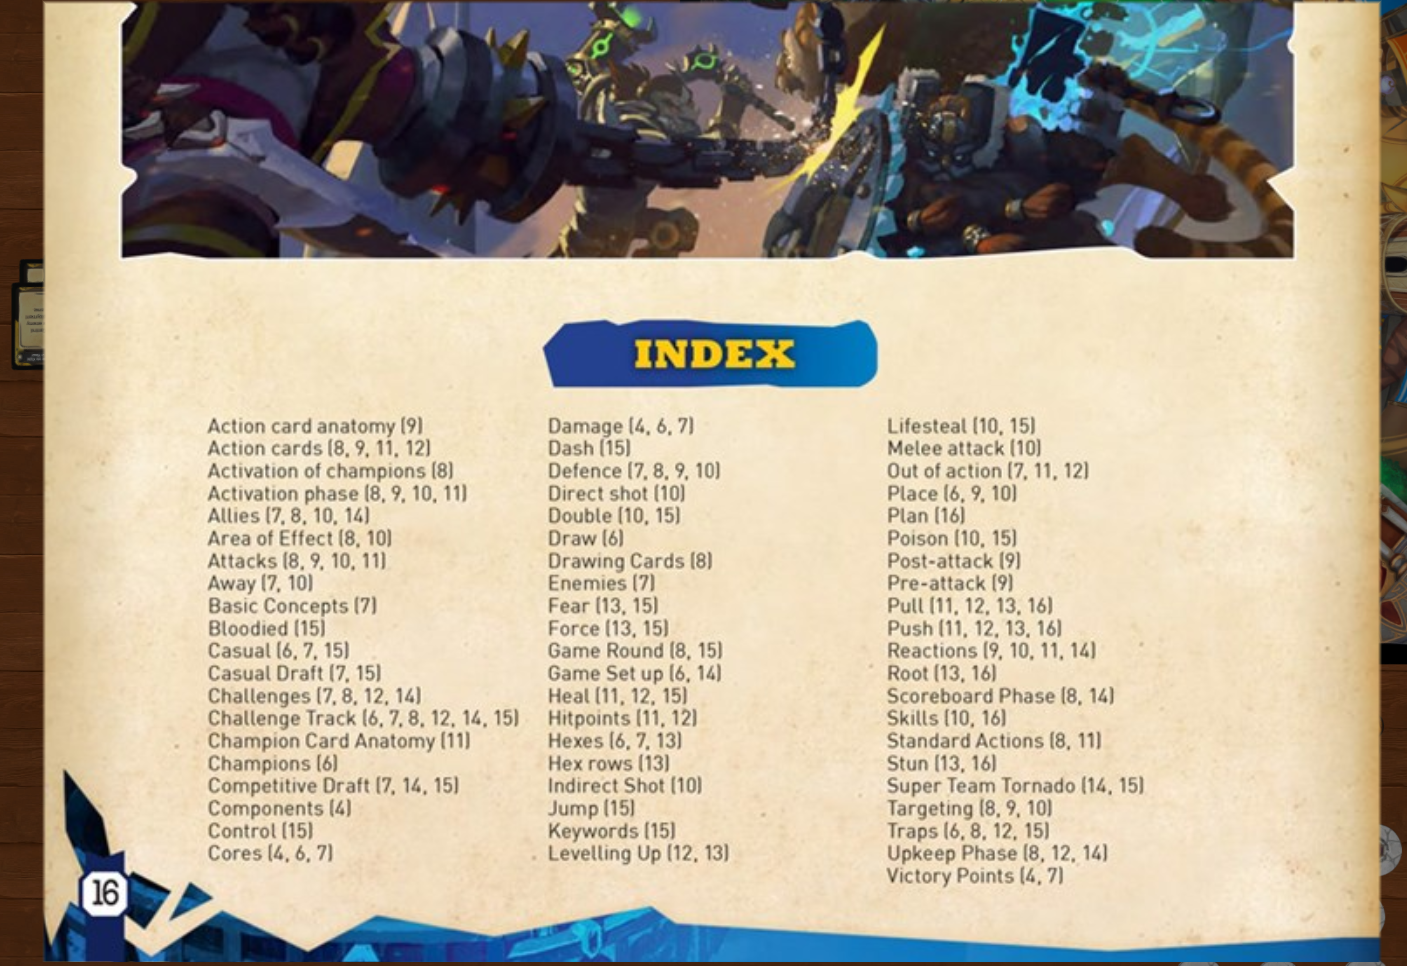 INDEX
Action card anatomy (9)
Action cards (8, 9, 11, 12)
Activation of champions (8)
Activation phase (8, 9, 10, 11)
Allies (7, 8, 10, 14)
Area of Effect (8, 10)
Attacks (8, 9, 10, 11)
Away (7, 10)
Basic Concepts (7)
Bloodied (15)
Casual (6, 7, 15)
Casual Draft (7, 15)
Challenges (7, 8, 12, 14)
Challenge Track (6, 7, 8, 12, 14, 15)
Champion Card Anatomy (11)
Champions (6)
Competitive Draft (7, 14, 15)
Components (4)
Control (15)
Cores (4, 6, 7)
Damage (4, 6, 7)
Dash (15)
Defence (7, 8, 9, 10)
Direct shot (10)
Double (10, 15)
Draw (6)
Drawing Cards (8)
Enemies (7)
Fear (13, 15)
Force (13, 15)
Game Round (8, 15)
Game Set up (6, 14)
Heal (11, 12, 15)
Hitpoints (11, 12)
Hexes (6, 7, 13)
Hex rows (13)
Indirect Shot (10)
Jump (15)
Keywords (15)
Levelling Up (12, 13)
Lifesteal (10, 15)
Melee attack (10)
Out of action (7, 11, 12)
Place (6, 9, 10)
Plan (16)
Poison (10, 15)
Post-attack (9)
Pre-attack (9)
Pull (11, 12, 13, 16)
Push (11, 12, 13, 16)
Reactions (9, 10, 11, 14)
Root (13, 16)
Scoreboard Phase (8, 14)
Skills (10, 16)
Standard Actions (8, 11)
Stun (13, 16)
Super Team Tornado (14, 15)
Targeting (8, 9, 10)
Traps (6, 8, 12, 15)
Upkeep Phase (8, 12, 14)
Victory Points (4, 7)
16